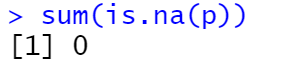 > sum(is.na(p))
[1] 0